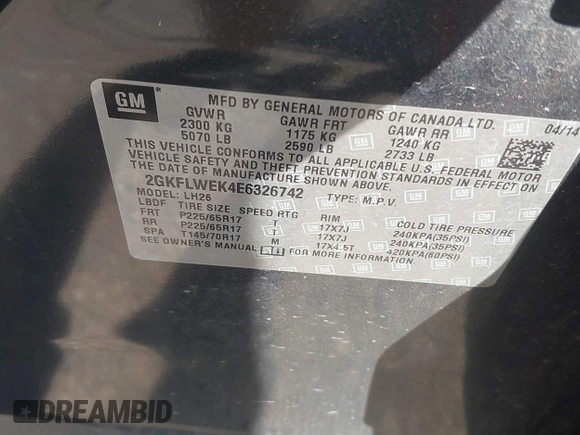 GM
MFD BY GENERAL MOTORS OF CANADA LTD. 04/14
GVWR GAWR FRT GAWR RR
2300 KG 1175 KG 1240 KG
5070 LB 2590 LB 2733 LB
THIS VEHICLE CONFORMS TO ALL APPLICABLE U.S. FEDERAL MOTOR
VEHICLE SAFETY AND THEFT PREVENTION STANDARDS IN EFFECT ON
THE DATE OF MANUFACTURE SHOWN ABOVE.
2GKFLWEK4E6326742 TYPE: M.P.V.
MODEL: LH26
LBDF TIRE SIZE SPEED RTG RIM COLD TIRE PRESSURE
FRT P225/65R17 T 17X7J 240KPA(35PSI)
RR P225/65R17 T 17X7J 240KPA(35PSI)
SPA T145/70R17 M 17X4.5T 420KPA(60PSI)
SEE OWNER'S MANUAL FOR MORE INFORMATION
DREAMBID